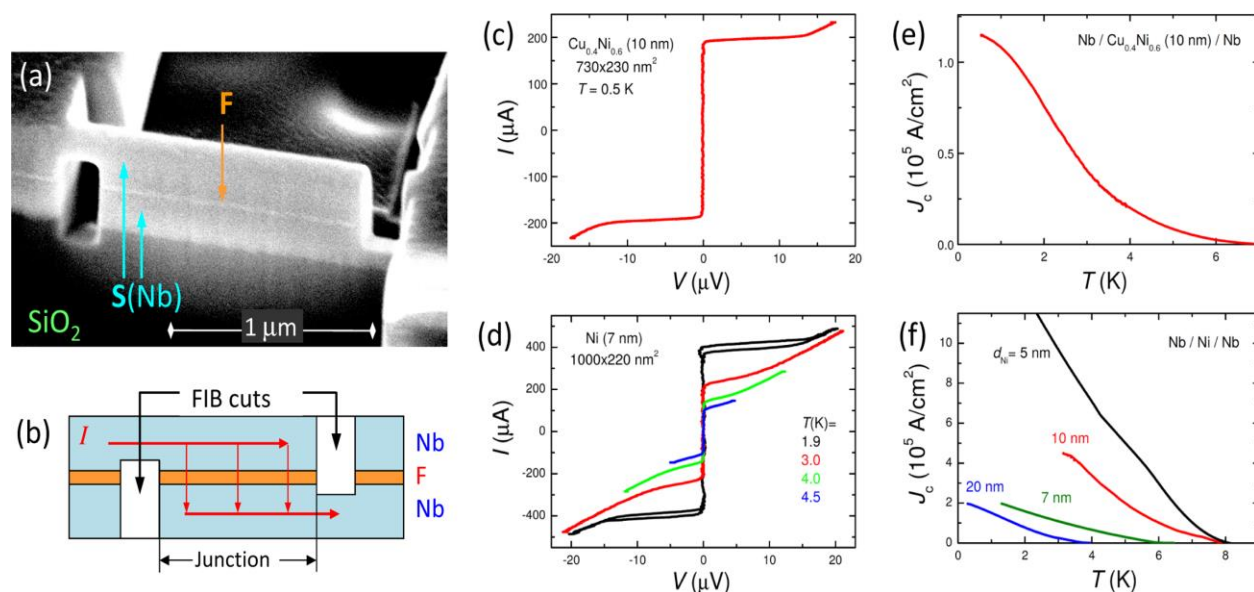 (a)
F
S(Nb)
SiO₂
1 μm
(b)
FIB cuts
I
Nb
F
Nb
Junction
(c)
Cu₀.₄Ni₀.₆ (10 nm)
730x230 nm²
T = 0.5 K
I (μA)
200
100
0
-100
-200
-20
-10
0
10
20
V (μV)
(d)
Ni (7 nm)
1000x220 nm²
T(K)=
1.9
3.0
4.0
4.5
I (μA)
400
200
0
-200
-400
-20
-10
0
10
20
V (μV)
(e)
Nb / Cu₀.₄Ni₀.₆ (10 nm) / Nb
Jc (10⁵ A/cm²)
1.0
0.5
0.0
0
2
4
6
T (K)
(f)
Nb / Ni / Nb
dNi= 5 nm
10 nm
20 nm
7 nm
Jc (10⁵ A/cm²)
10
8
6
4
2
0
0
2
4
6
8
T (K)